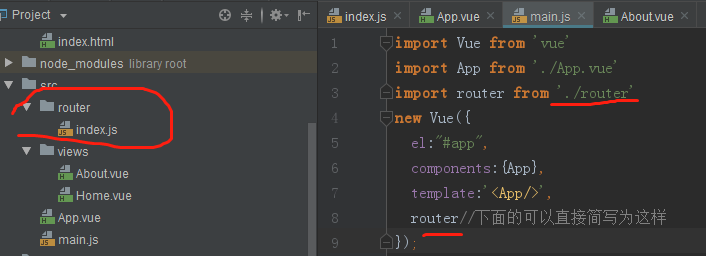 Project
index.html
node_modules library root
src
router
index.js
views
About.vue
Home.vue
App.vue
main.js
index.js App.vue main.js About.vue
1 import Vue from 'vue'
2 import App from './App.vue'
3 import router from './router'
4 new Vue({
5 el:"#app",
6 components:{App},
7 template:'<App/>',
8 router//下面的可以直接简写为这样
9 });